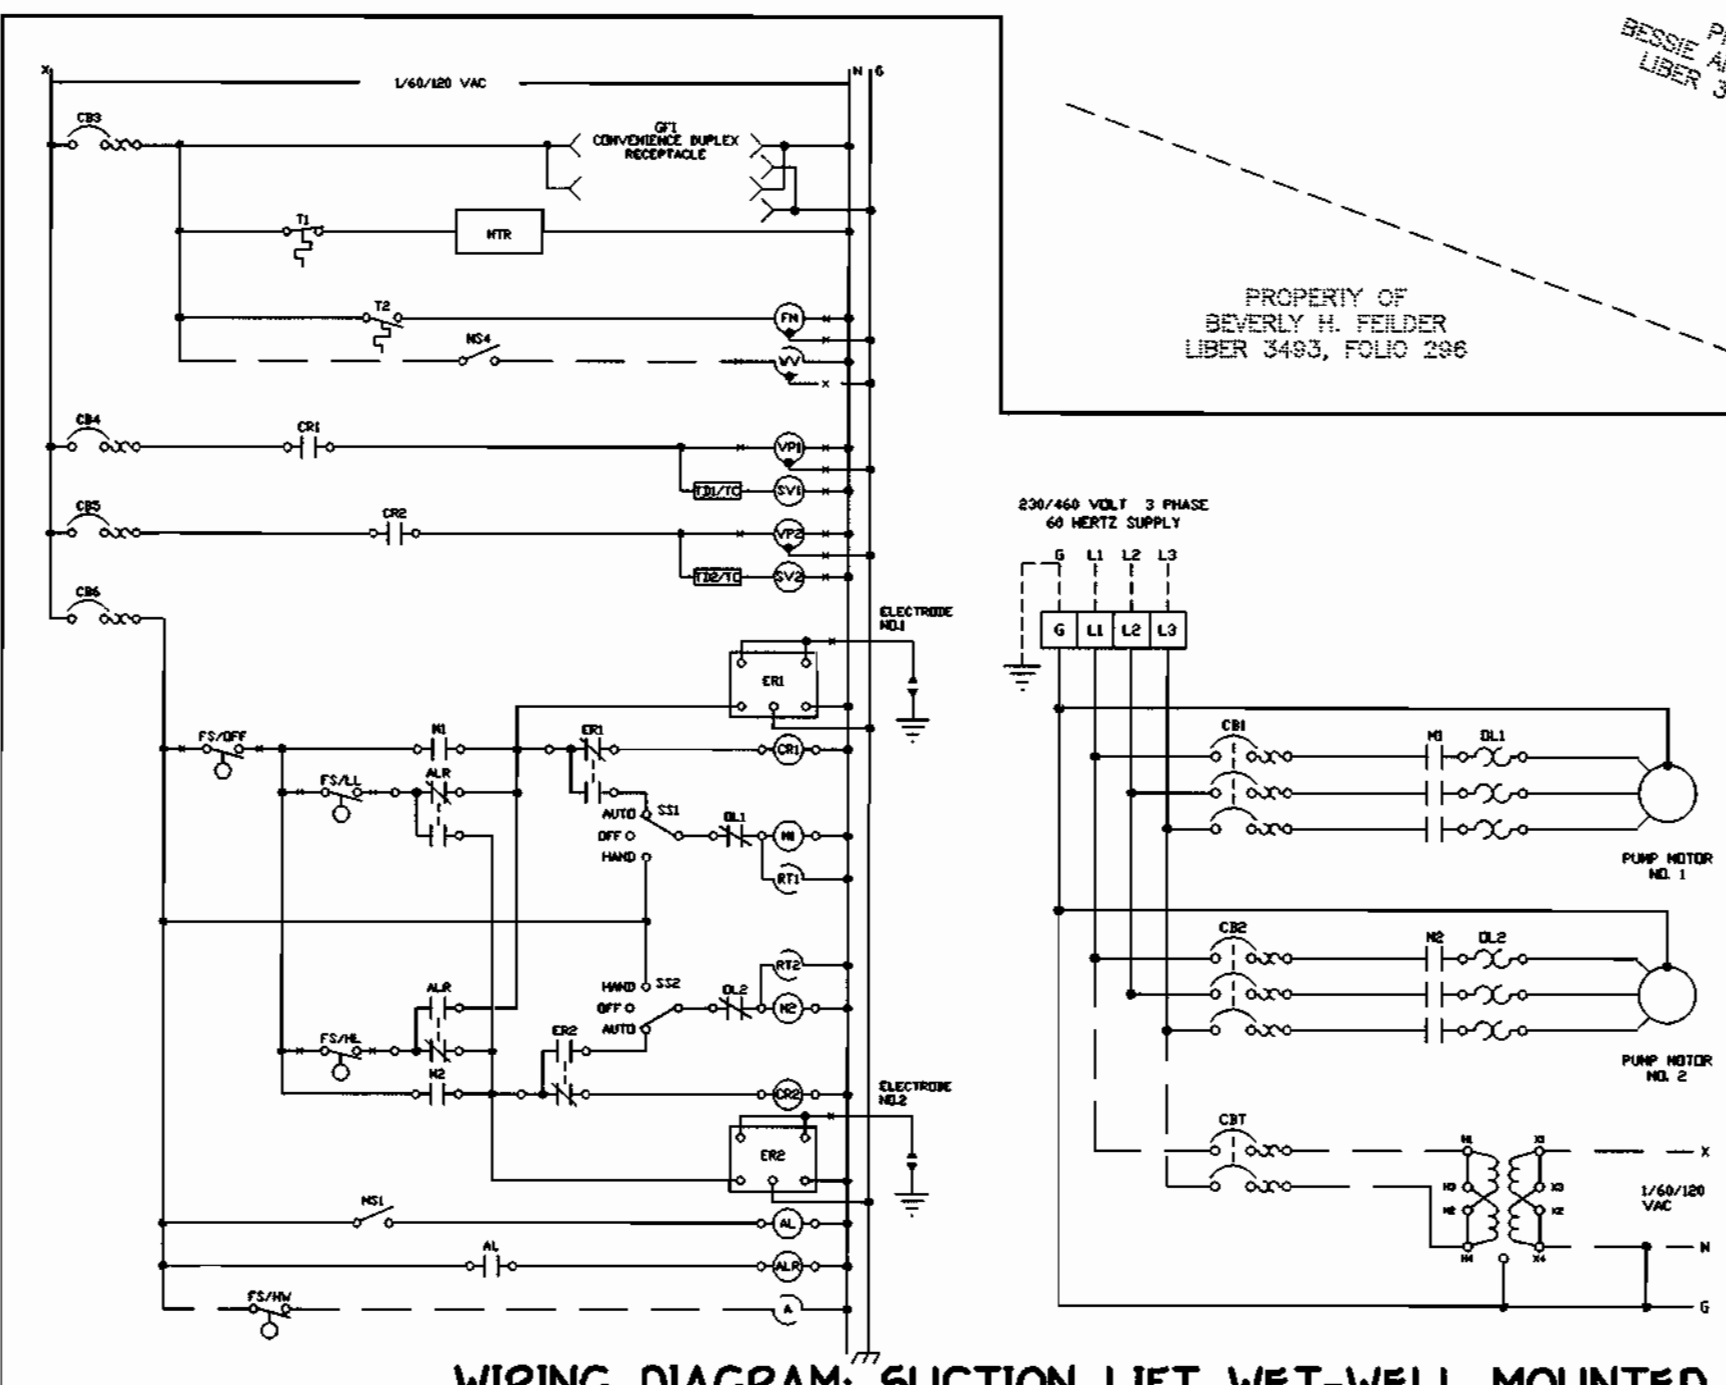 X
1/60/120 VAC
N
G
CB3
GFI
CONVENIENCE DUPLEX
RECEPTACLE
T1
HTR
T2
FN
NS4
WV
X
CB4
CR1
VP1
TD1/TC
SV1
CB5
CR2
VP2
TD2/TC
SV2
CB6
ELECTRODE
NO.1
ER1
FS/OFF
M1
ER1
CR1
FS/LL
ALR
AUTO
SS1
OFF
HAND
OL1
M1
RT1
RT2
ALR
HAND
SS2
OFF
AUTO
OL2
M2
FS/HL
ER2
M2
CR2
ELECTRODE
NO.2
ER2
MS1
AL
AL
ALR
FS/HW
A
BESSIE
LIBER
PROPERTY OF
BEVERLY H. FEILDER
LIBER 3493, FOLIO 296
230/460 VOLT 3 PHASE
60 HERTZ SUPPLY
G L1 L2 L3
G L1 L2 L3
CB1
M1
OL1
PUMP MOTOR
NO. 1
CB2
M2
OL2
PUMP MOTOR
NO. 2
CBT
H1
X1
X
H3
X3
1/60/120
VAC
H2
X2
H4
X4
N
G
WIRING DIAGRAM: SUCTION LIFT WET-WELL MOUNTED